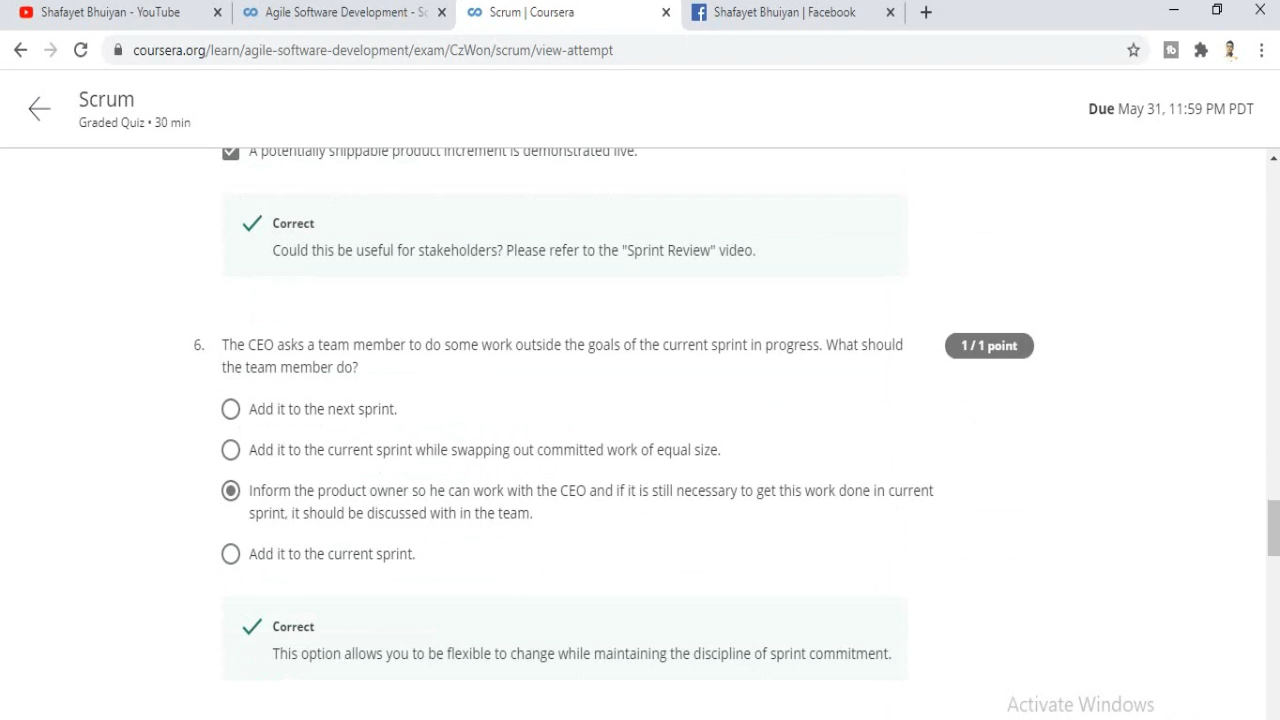 Shafayet Bhuiyan - YouTube
Agile Software Development - Sc
Scrum | Coursera
Shafayet Bhuiyan | Facebook
coursera.org/learn/agile-software-development/exam/CzWon/scrum/view-attempt
Scrum
Graded Quiz • 30 min
Due May 31, 11:59 PM PDT
A potentially shippable product increment is demonstrated live.
Correct
Could this be useful for stakeholders? Please refer to the "Sprint Review" video.
6. The CEO asks a team member to do some work outside the goals of the current sprint in progress. What should
the team member do?
1 / 1 point
Add it to the next sprint.
Add it to the current sprint while swapping out committed work of equal size.
Inform the product owner so he can work with the CEO and if it is still necessary to get this work done in current
sprint, it should be discussed with in the team.
Add it to the current sprint.
Correct
This option allows you to be flexible to change while maintaining the discipline of sprint commitment.
Activate Windows